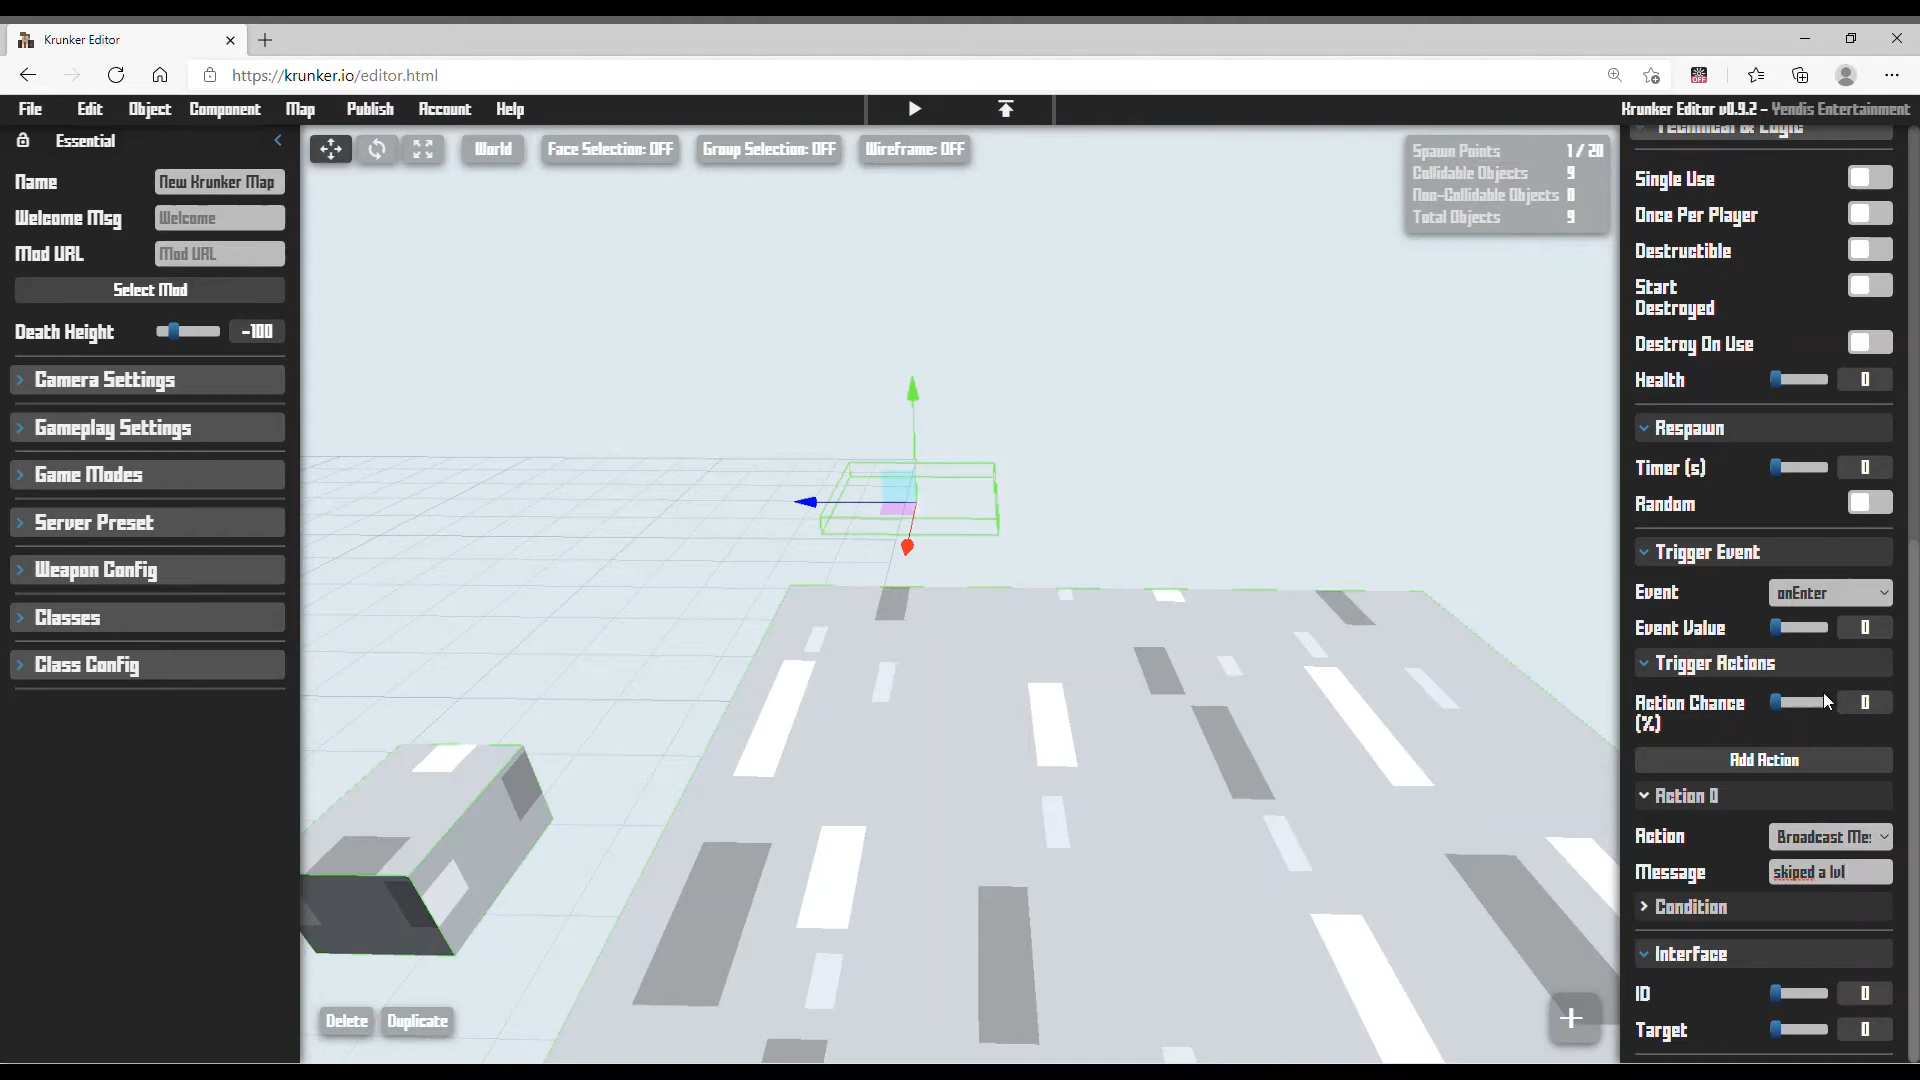 Krunker Editor
https://krunker.io/editor.html
File Edit Object Component Map Publish Account Help
Krunker Editor v0.9.2 - Yendis Entertainment
Essential
Name New Krunker Map
Welcome Msg Welcome
Mod URL Mod URL
Select Mod
Death Height -100
Camera Settings
Gameplay Settings
Game Modes
Server Preset
Weapon Config
Classes
Class Config
World Face Selection: OFF Group Selection: OFF Wireframe: OFF
Spawn Points 1 / 20
Collidable Objects 9
Non-Collidable Objects 0
Total Objects 9
Delete Duplicate
Technical & Logic
Single Use
Once Per Player
Destructible
Start
Destroyed
Destroy On Use
Health 0
Respawn
Timer (s) 0
Random
Trigger Event
Event onEnter
Event Value 0
Trigger Actions
Action Chance 0
(%)
Add Action
Action 0
Action Broadcast Me
Message skiped a lvl
Condition
Interface
ID 0
Target 0